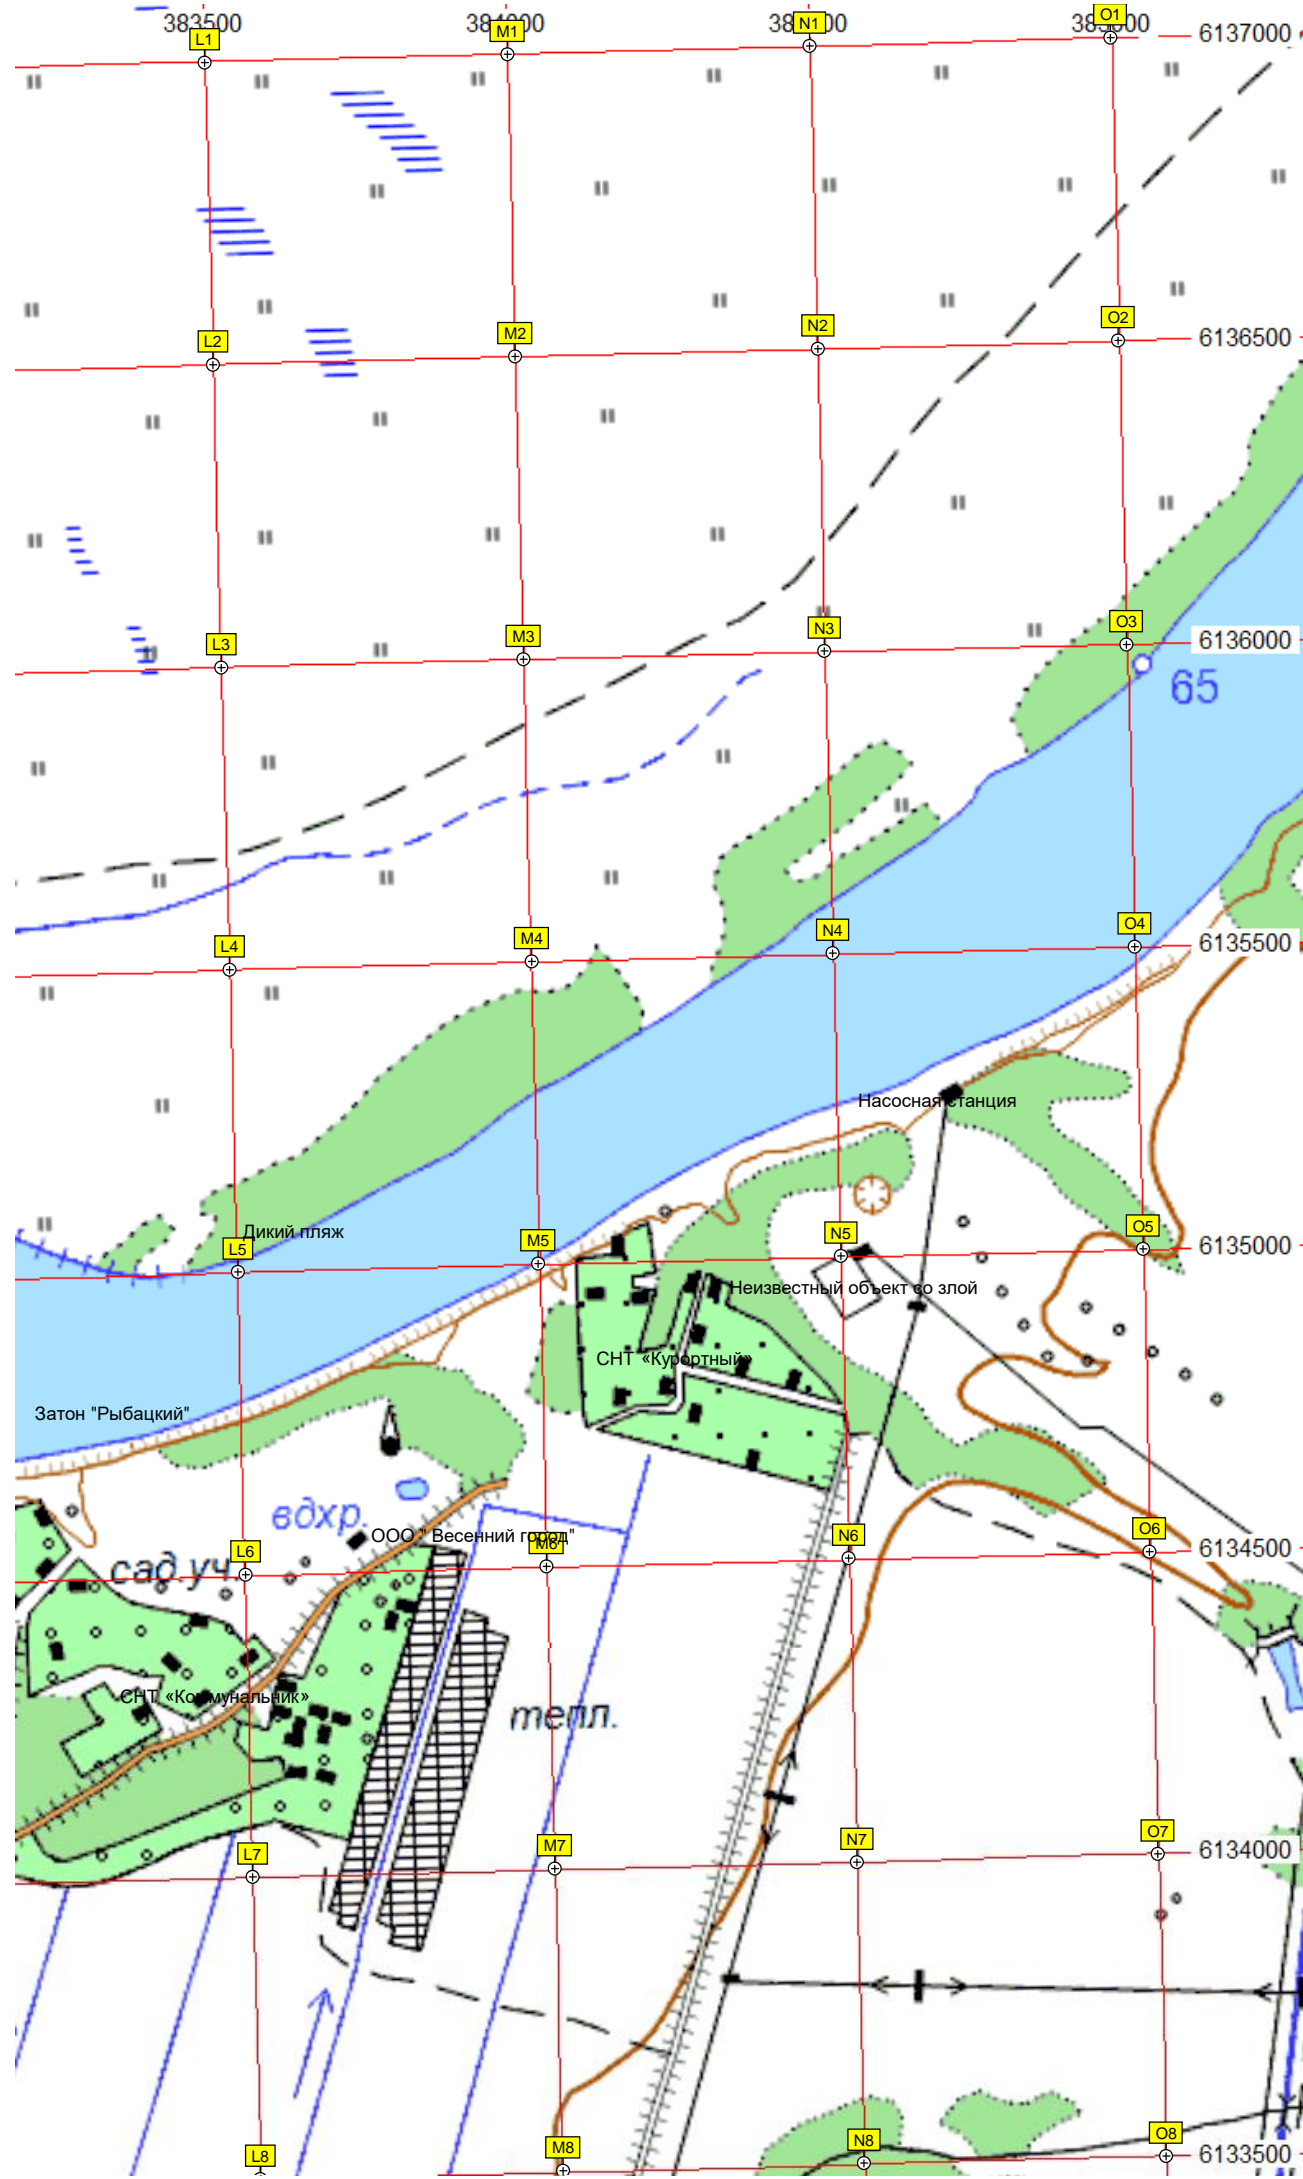 383500 384000 385000
L1 M1 N1 O1
6137000
L2 M2 N2 O2
6136500
L3 M3 N3 O3
6136000
65
L4 M4 N4 O4
6135500
Насосная станция
Дикий пляж
L5 M5 N5 O5
6135000
Неизвестный объект со злой
СНТ «Курортный»
Затон "Рыбацкий"
вдхр.
ООО " Весенний город"
L6 M6 N6 O6
6134500
сад.уч.
СНТ «Коммунальник»
тепл.
L7 M7 N7 O7
6134000
L8 M8 N8 O8
6133500